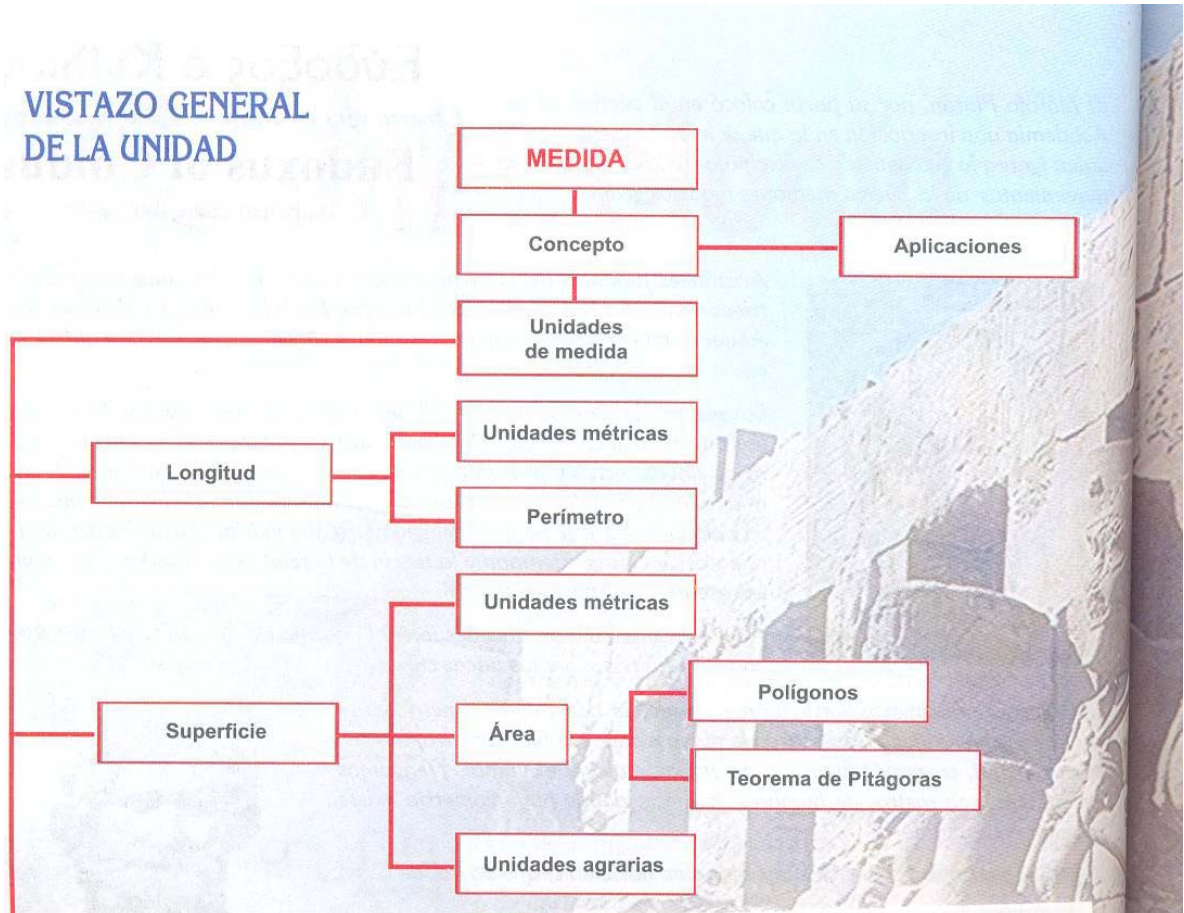 VISTAZO GENERAL
DE LA UNIDAD
MEDIDA
Concepto
Aplicaciones
Unidades
de medida
Longitud
Unidades métricas
Perímetro
Superficie
Unidades métricas
Área
Polígonos
Teorema de Pitágoras
Unidades agrarias